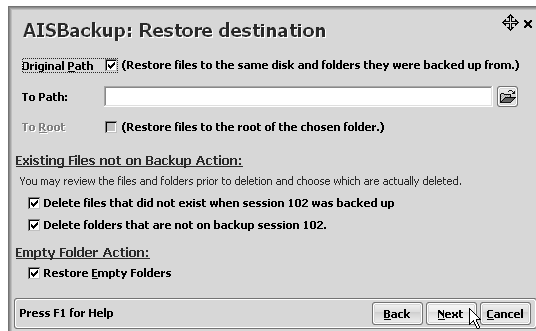 AISBackup: Restore destination
Original Path (Restore files to the same disk and folders they were backed up from.)
To Path:
To Root (Restore files to the root of the chosen folder.)
Existing Files not on Backup Action:
You may review the files and folders prior to deletion and choose which are actually deleted.
Delete files that did not exist when session 102 was backed up
Delete folders that are not on backup session 102.
Empty Folder Action:
Restore Empty Folders
Press F1 for Help Back Next Cancel